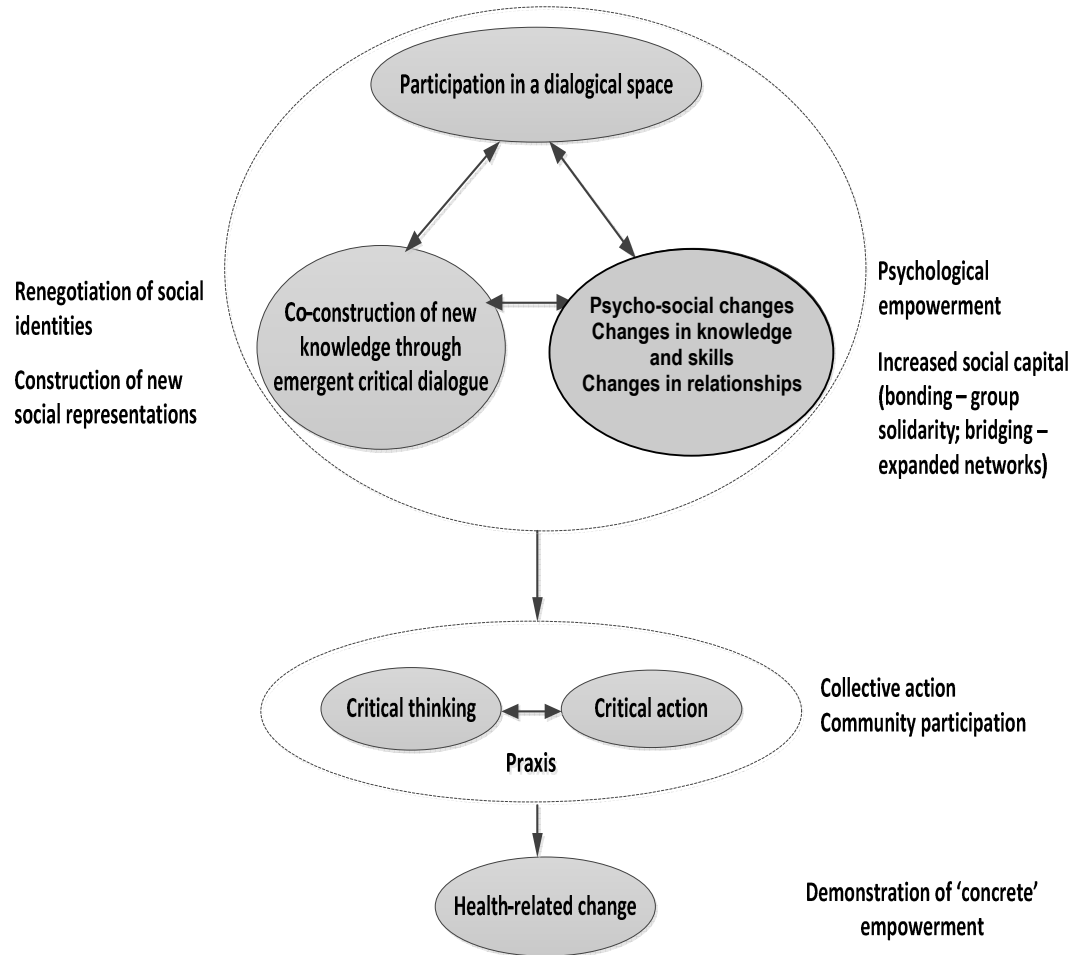 Participation in a dialogical space
Renegotiation of social
identities
Construction of new
social representations
Co-construction of new
knowledge through
emergent critical dialogue
Psycho-social changes
Changes in knowledge
and skills
Changes in relationships
Psychological
empowerment
Increased social capital
(bonding – group
solidarity; bridging –
expanded networks)
Critical thinking
Critical action
Praxis
Collective action
Community participation
Health-related change
Demonstration of ‘concrete’
empowerment